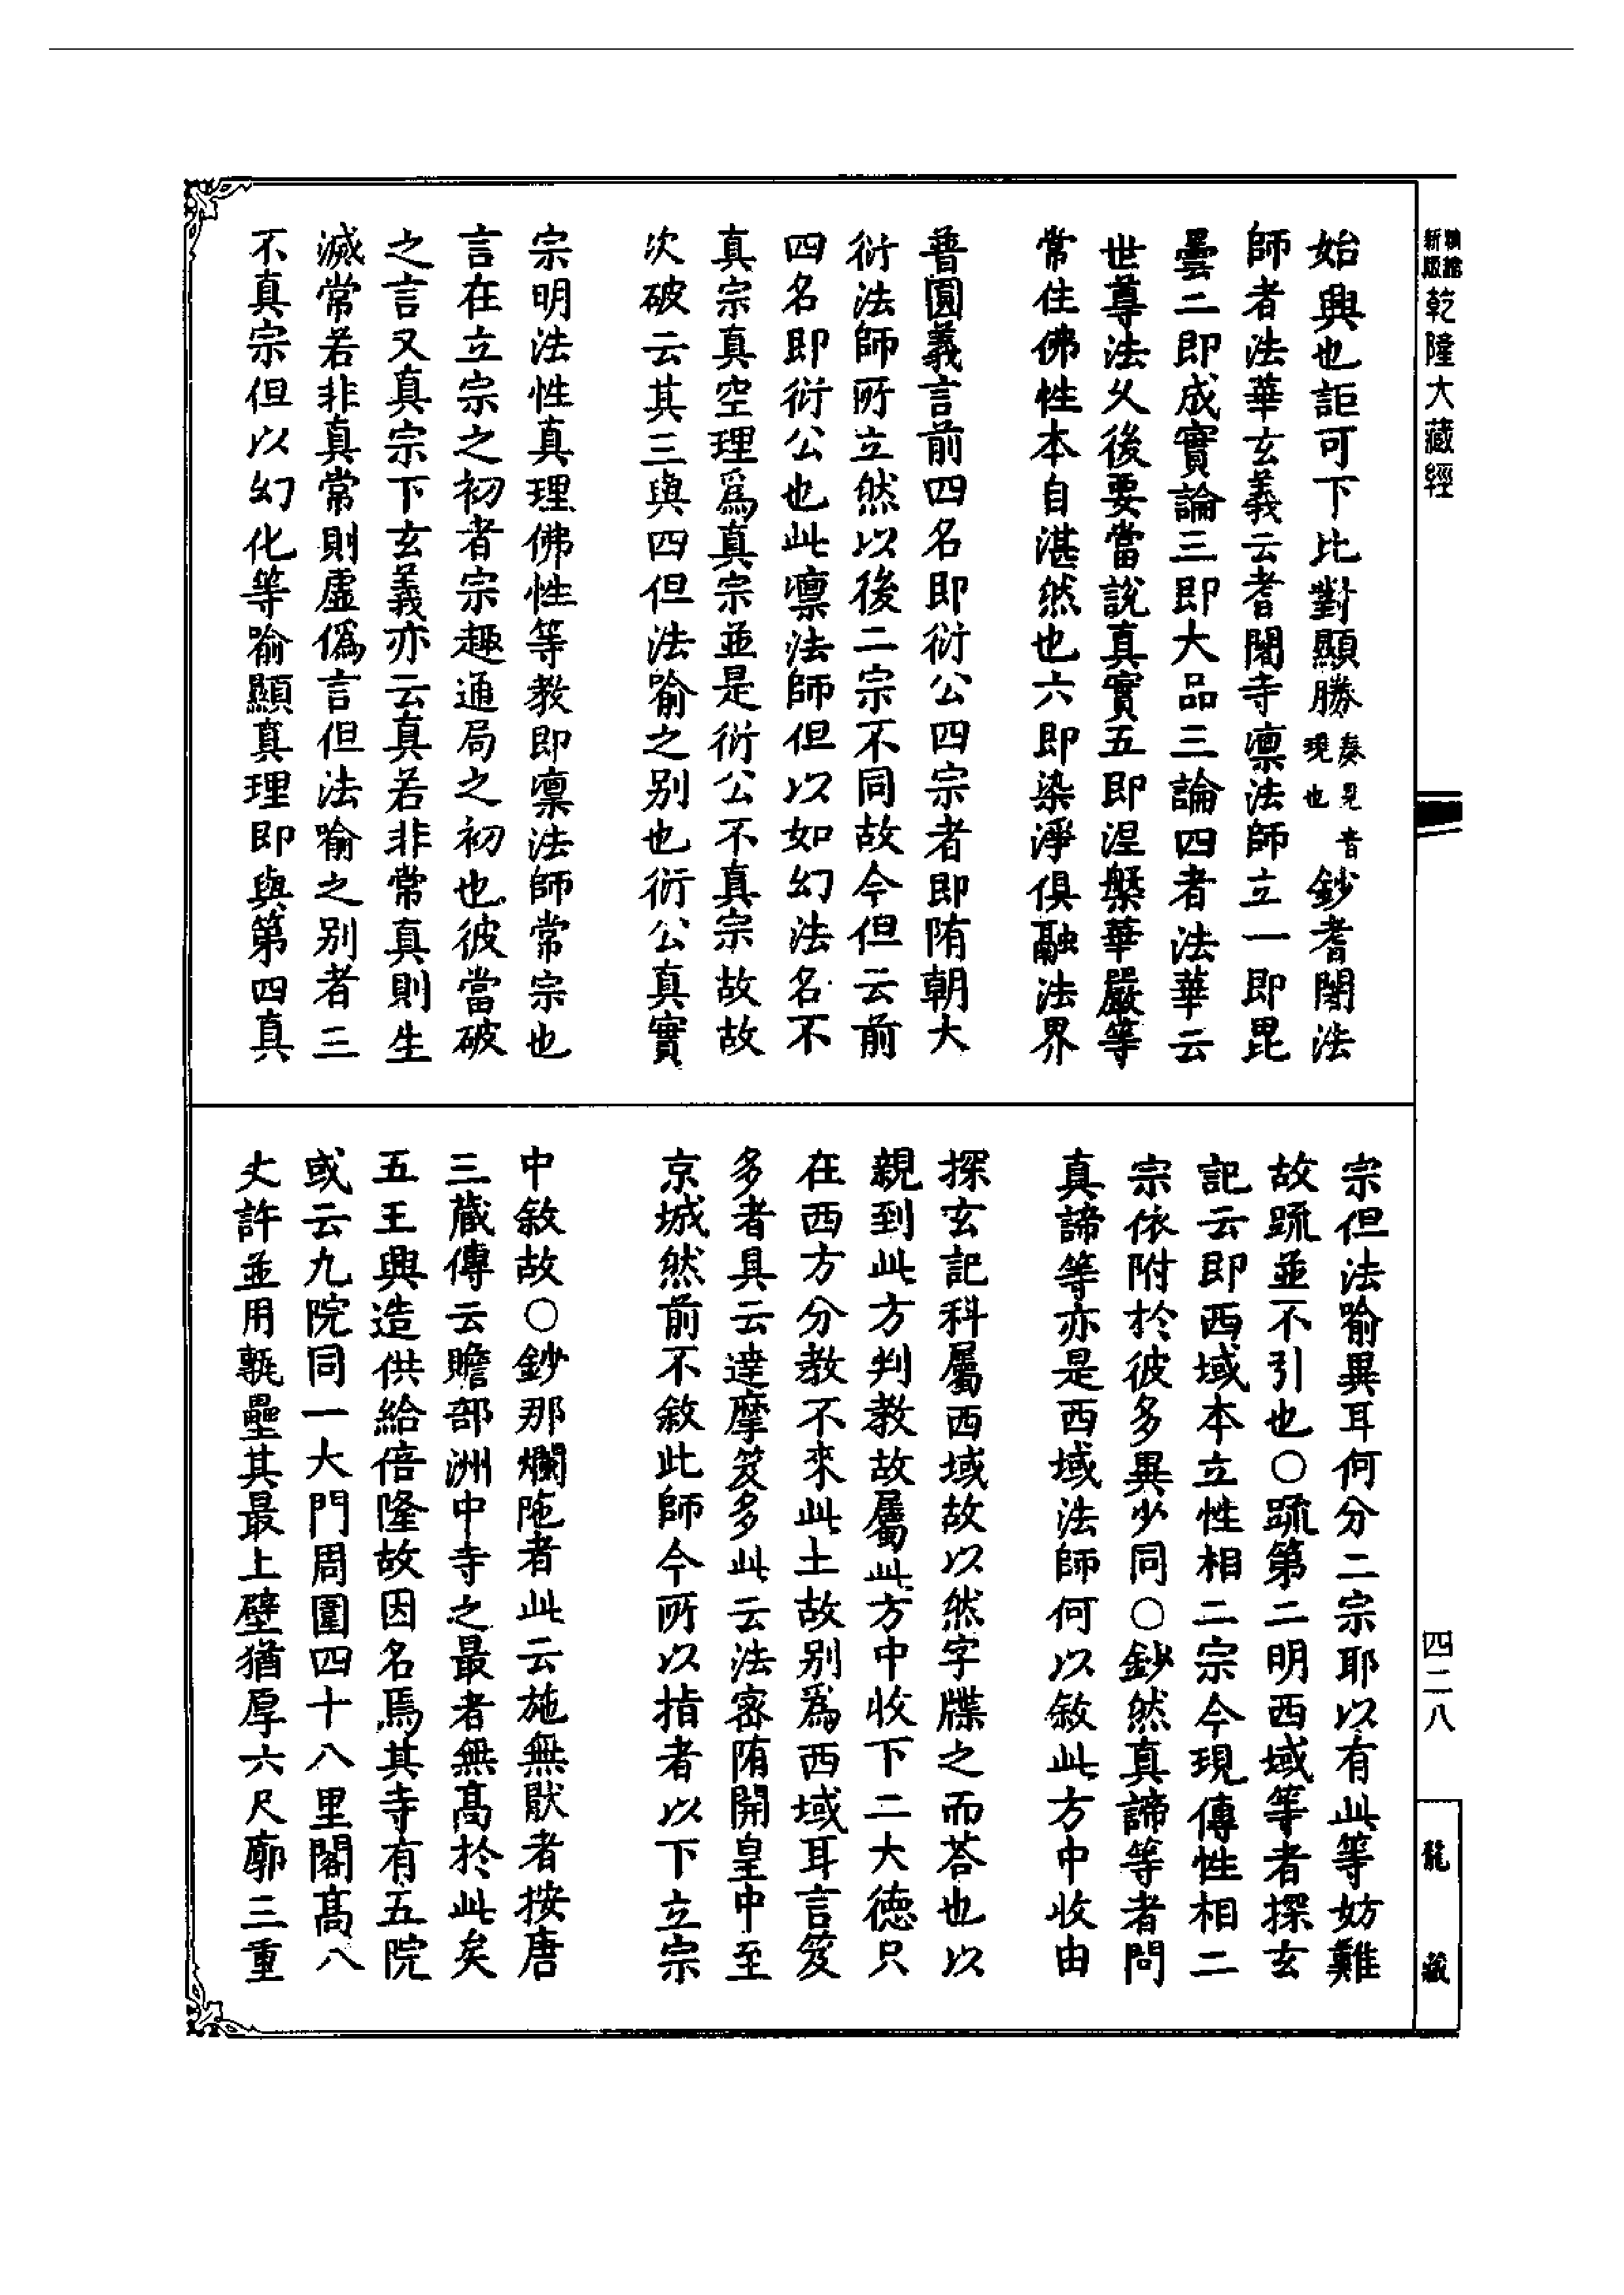 新版
乾隆大藏經
始興也詎可下比對顯勝奏見音現也鈔耆闍法
師者法華玄義云耆闍寺凛法師立一即毘
曇二即成實論三即大品三論四者法華云
世尊法久後要當說真實五即涅槃華嚴等
常住佛性本自湛然也六即染淨俱融法界
普圓義言前四名即衍公四宗者即隋朝大
衍法師所立然以後二宗不同故今但云前
四名即衍公也此凛法師但以如幻法名不
真宗真空理爲真宗並是衍公不真宗故故
次破云其三與四但法喻之别也衍公真實
宗明法性真理佛性等教即凛法師常宗也
言在立宗之初者宗趣通局之初也彼當破
之言又真宗下玄義亦云真若非常真則生
滅常若非真常則虛僞言但法喻之别者三
不真宗但以幻化等喻顯真理即與第四真
宗但法喻異耳何分二宗耶以有此等妨難
故䟽並不引也○䟽第二明西域等者探玄
記云即西域本立性相二宗今現傳性相二
宗依附於彼多異少同○鈔然真諦等者問
真諦等亦是西域法師何以敘此方中收由
探玄記科屬西域故以然字牒之而荅也以
親到此方判教故屬此方中收下二大德只
在西方分教不來此土故别爲西域耳言笈
多者具云達摩笈多此云法密隋開皇中至
京城然前不敘此師今所以指者以下立宗
中敘故○鈔那爛陁者此云施無猒者按唐
三藏傳云贍部洲中寺之最者無髙於此矣
五王興造供給倍隆故因名焉其寺有五院
或云九院同一大門周圍四十八里閣髙八
丈許並用甎壘其最上壁猶厚六尺廓三重
四二八
龍藏